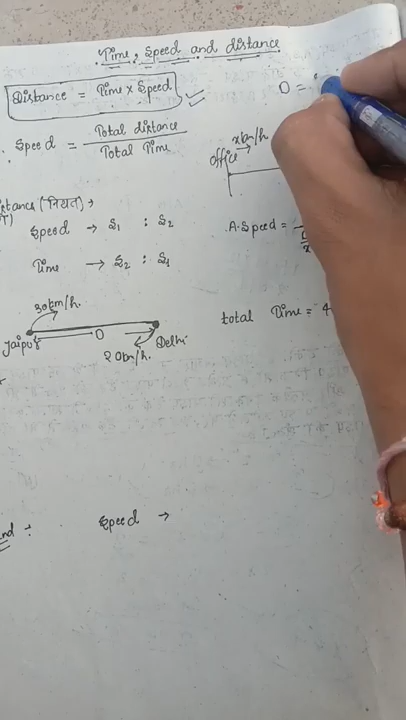 Time, Speed and distance
Distance = Time × Speed
D =
Speed = Total distance / Total Time
x km/h
Office
(नियत) →
Speed → S₁ : S₂
A. Speed =
Time → S₂ : S₁
30km/h.
total Time = 4
Jaipur D Delhi
20km/h.
Speed →